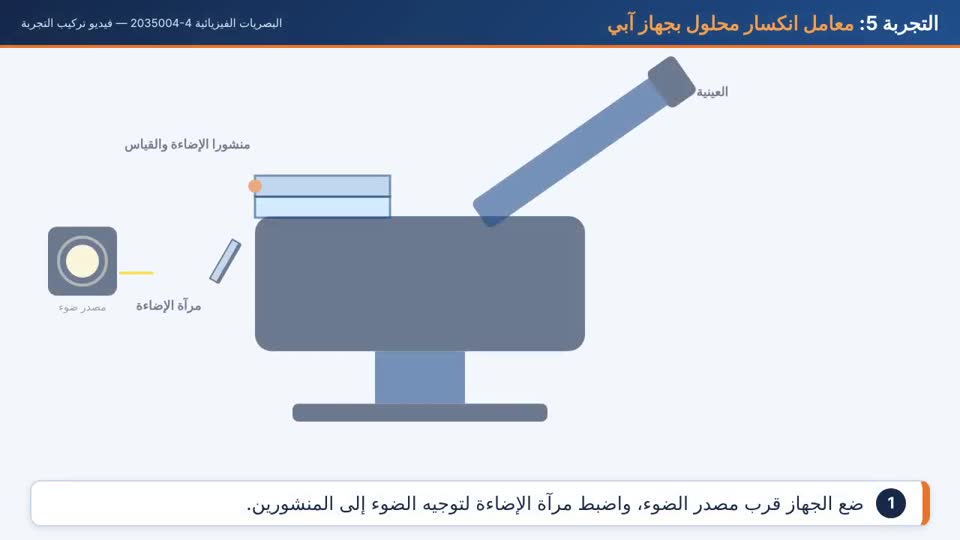 التجربة 5: معامل انكسار محلول بجهاز آبي
البصريات الفيزيائية 4-2035004 — فيديو تركيب التجربة
العينية
منشورا الإضاءة والقياس
مرآة الإضاءة
مصدر ضوء
1 ضع الجهاز قرب مصدر الضوء، واضبط مرآة الإضاءة لتوجيه الضوء إلى المنشورين.